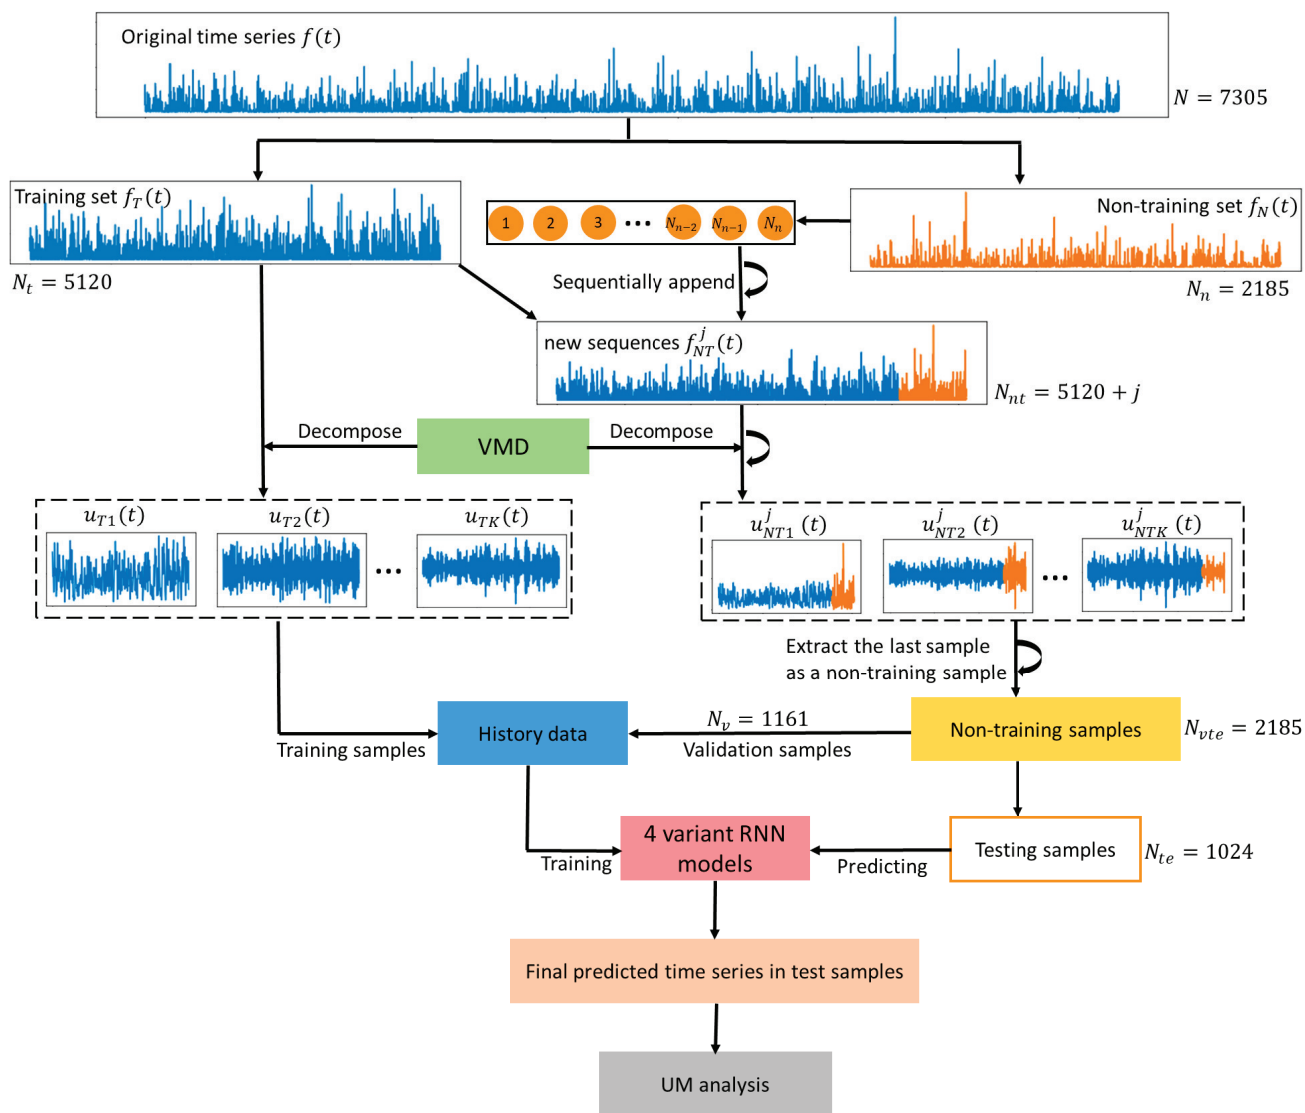 Original time series f(t)
N = 7305
Training set f_T(t)
1 2 3 ••• N_{n−2} N_{n−1} N_n
Non-training set f_N(t)
N_t = 5120
Sequentially append
N_n = 2185
new sequences f_{NT}^j(t)
N_{nt} = 5120 + j
Decompose
VMD
Decompose
u_{T1}(t) u_{T2}(t) ••• u_{TK}(t)
u_{NT1}^j (t) u_{NT2}^j (t) ••• u_{NTK}^j (t)
Extract the last sample
as a non-training sample
Training samples
History data
N_v = 1161
Validation samples
Non-training samples
N_{vte} = 2185
Training
4 variant RNN
models
Predicting
Testing samples
N_{te} = 1024
Final predicted time series in test samples
UM analysis